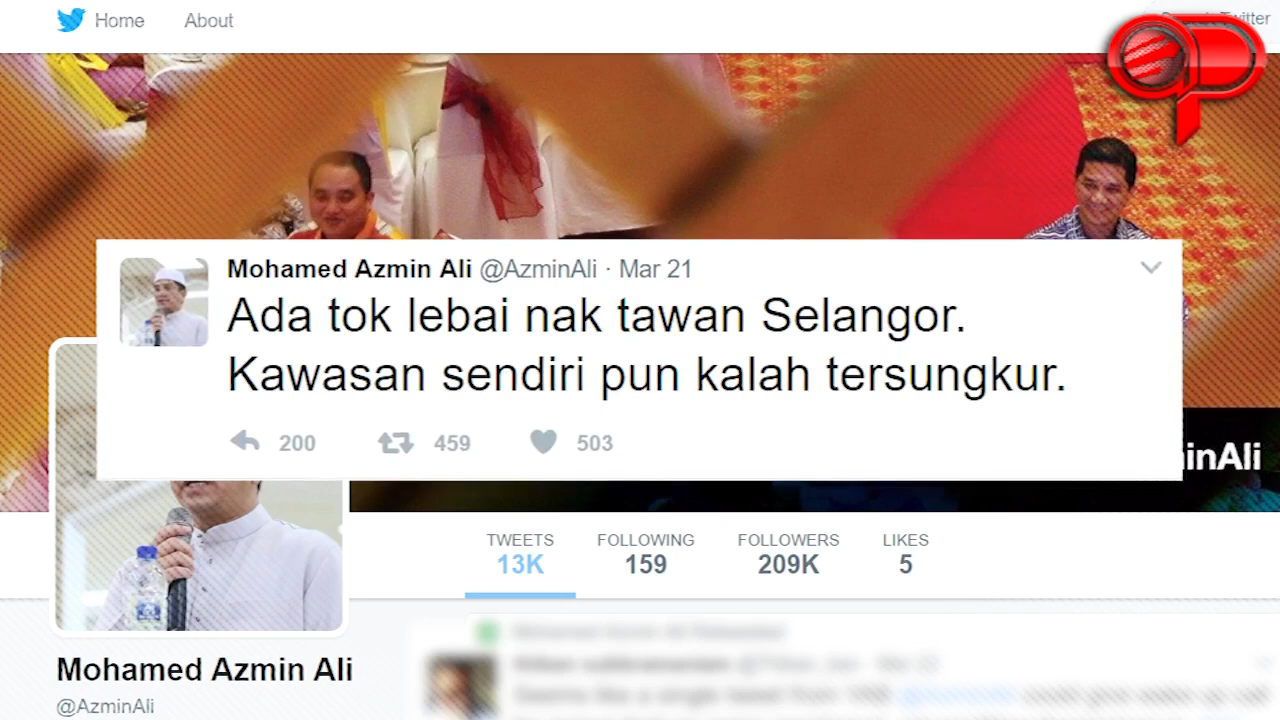 Home About
Mohamed Azmin Ali @AzminAli · Mar 21
Ada tok lebai nak tawan Selangor.
Kawasan sendiri pun kalah tersungkur.
200 459 503
inAli
TWEETS FOLLOWING FOLLOWERS LIKES
13K 159 209K 5
Mohamed Azmin Ali
@AzminAli